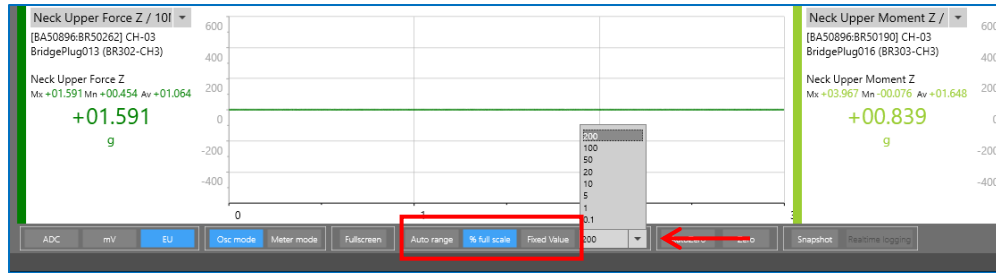 Neck Upper Force Z / 10
[BA50896:BR50262] CH-03
BridgePlug013 (BR302-CH3)
Neck Upper Force Z
Mx +01.591 Mn +00.454 Av +01.064
+01.591
g
600
400
200
0
-200
-400
0
1
200
100
50
20
10
5
1
0.1
Neck Upper Moment Z /
[BA50896:BR50190] CH-03
BridgePlug016 (BR303-CH3)
Neck Upper Moment Z
Mx +03.967 Mn -00.076 Av +01.648
+00.839
g
600
400
200
0
-200
-400
ADC mV EU Osc mode Meter mode Fullscreen Auto range % full scale Fixed Value 200 AutoZero Zero Snapshot Realtime logging